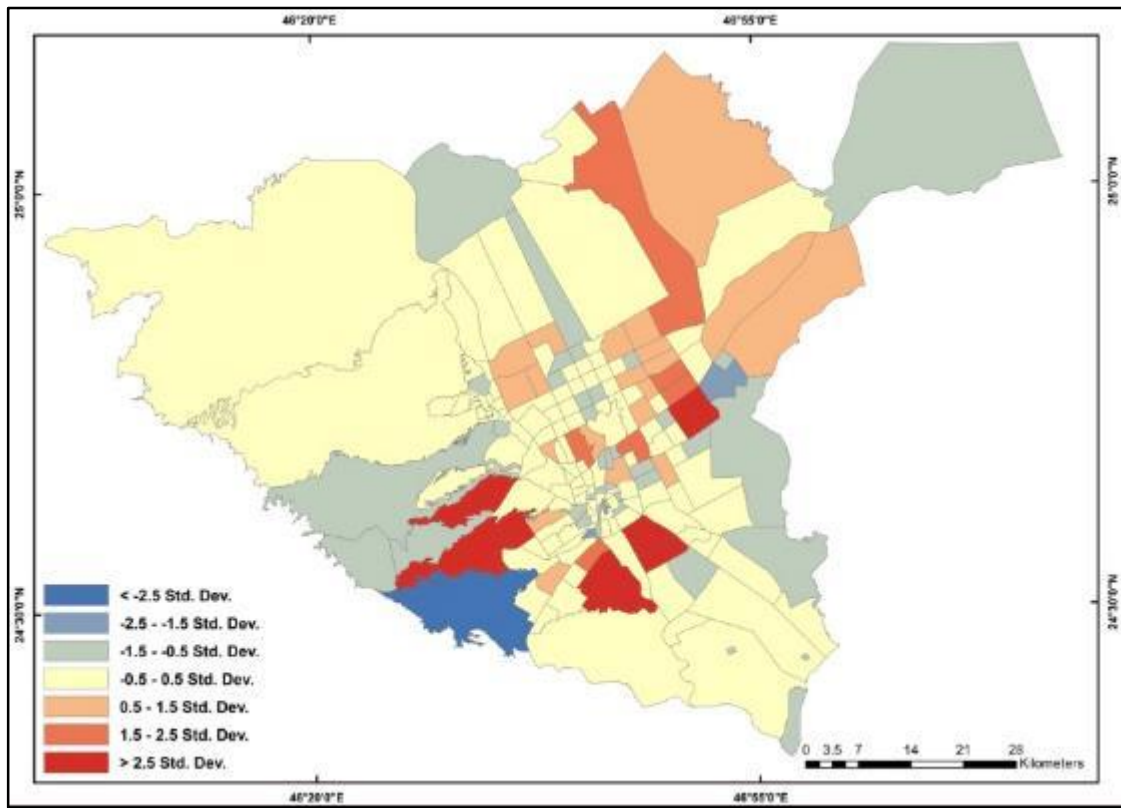 46°20'0"E 46°55'0"E
25°0'0"N 25°0'0"N
< -2.5 Std. Dev.
-2.5 - -1.5 Std. Dev.
-1.5 - -0.5 Std. Dev.
-0.5 - 0.5 Std. Dev.
0.5 - 1.5 Std. Dev.
1.5 - 2.5 Std. Dev.
> 2.5 Std. Dev.
24°30'0"N 24°30'0"N
0 3.5 7 14 21 28
Kilometers
46°20'0"E 46°55'0"E